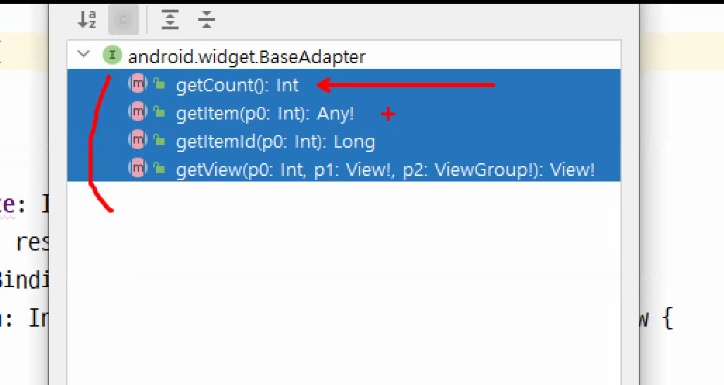 android.widget.BaseAdapter
getCount(): Int
getItem(p0: Int): Any!
getItemId(p0: Int): Long
getView(p0: Int, p1: View!, p2: ViewGroup!): View!
te: I
res
Bindi
: In w {